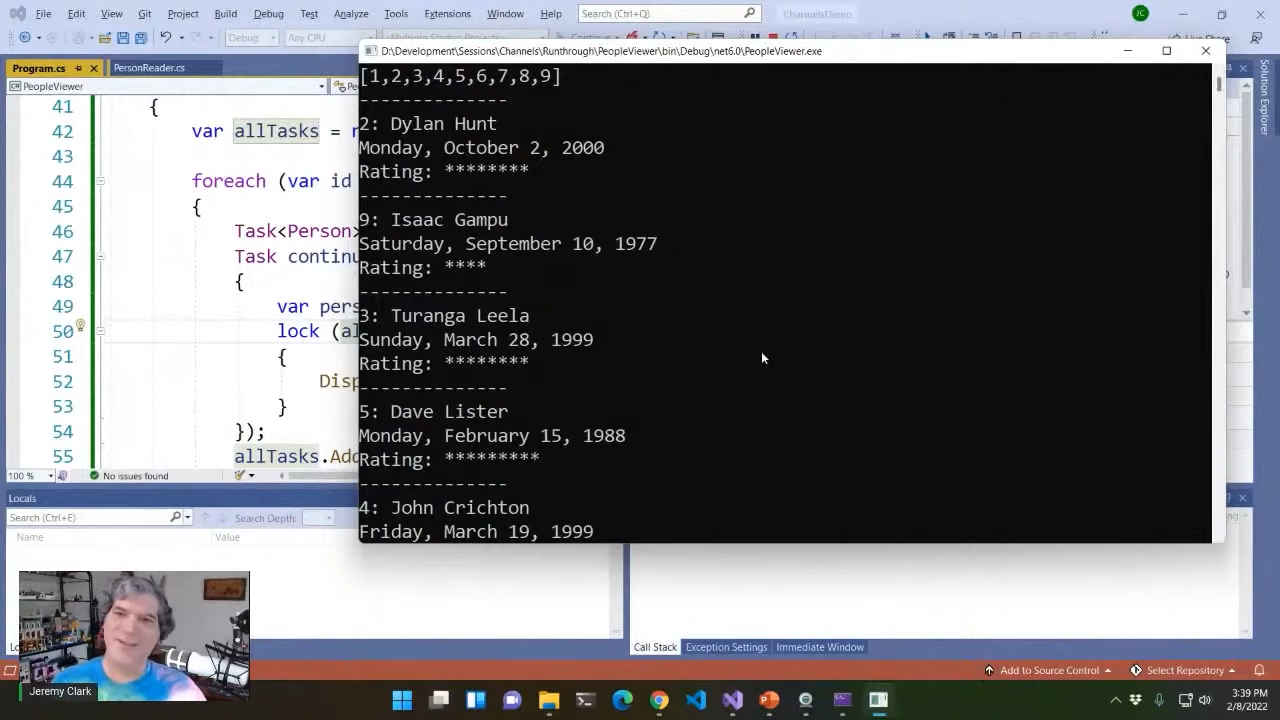 File
Edit
View
Git
Project
Build
Debug
Test
Analyze
Tools
Extensions
Window
Help
Search (Ctrl+Q)
ChannelsDemo
JC
Debug
Any CPU
D:\Development\Sessions\Channels\Runthrough\PeopleViewer\bin\Debug\net6.0\PeopleViewer.exe
Program.cs
PersonReader.cs
PeopleViewer
Solution Explorer
[1,2,3,4,5,6,7,8,9]
--------------
2: Dylan Hunt
Monday, October 2, 2000
Rating: ********
--------------
9: Isaac Gampu
Saturday, September 10, 1977
Rating: ****
--------------
3: Turanga Leela
Sunday, March 28, 1999
Rating: ********
--------------
5: Dave Lister
Monday, February 15, 1988
Rating: *********
--------------
4: John Crichton
Friday, March 19, 1999
41 {
42 var allTasks =
43
44 foreach (var id
45 {
46 Task<Person>
47 Task
48 {
49 var
50 lock
51 {
52
53 }
54 });
55
100 %
No issues found
Locals
Search (Ctrl+E)
Search Depth:
Name
Value
Call Stack
Exception Settings
Immediate Window
Add to Source Control
Select Repository
Jeremy Clark
3:39 PM
2/8/2022